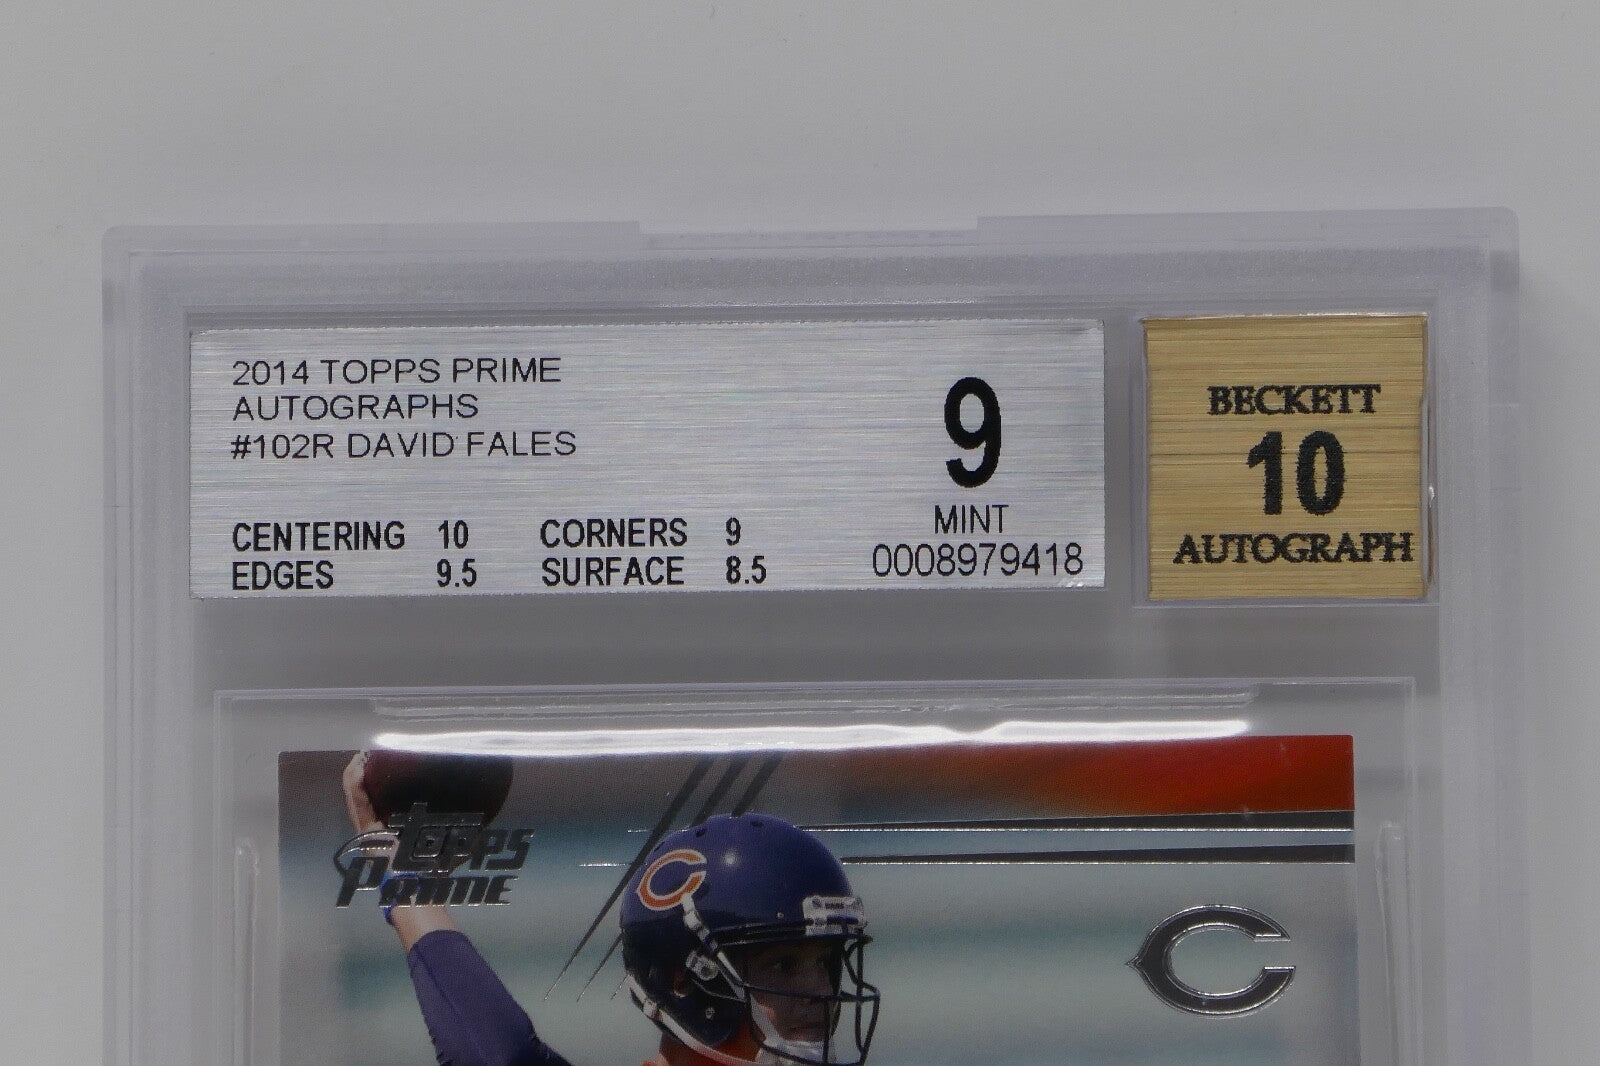 2014 TOPPS PRIME
AUTOGRAPHS
#102R DAVID FALES
CENTERING 10 CORNERS 9
EDGES 9.5 SURFACE 8.5
9
MINT
0008979418
BECKETT
10
AUTOGRAPH
TOPPS
PRIME
C
C